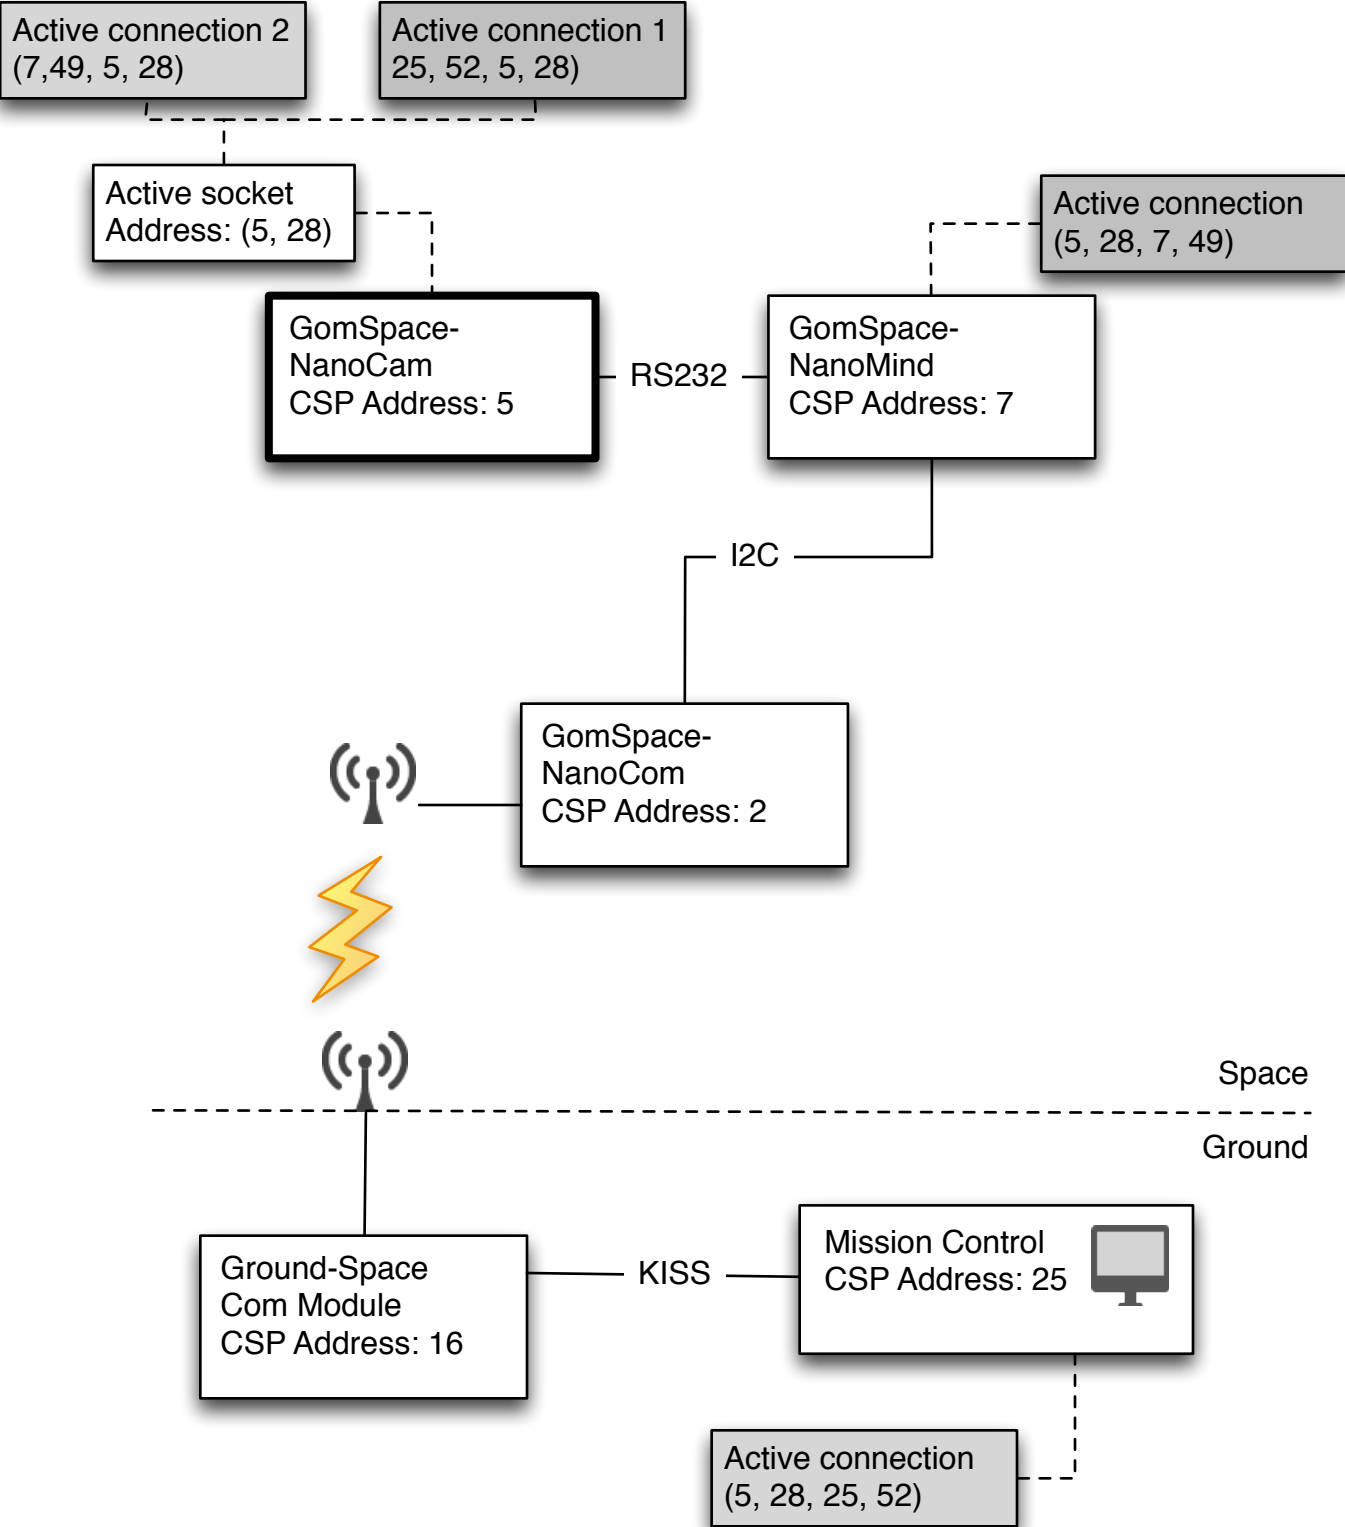 Active connection 2
(7,49, 5, 28)
Active connection 1
25, 52, 5, 28)
Active socket
Address: (5, 28)
Active connection
(5, 28, 7, 49)
GomSpace-
NanoCam
CSP Address: 5
RS232
GomSpace-
NanoMind
CSP Address: 7
I2C
GomSpace-
NanoCom
CSP Address: 2
Space
Ground
Ground-Space
Com Module
CSP Address: 16
KISS
Mission Control
CSP Address: 25
Active connection
(5, 28, 25, 52)